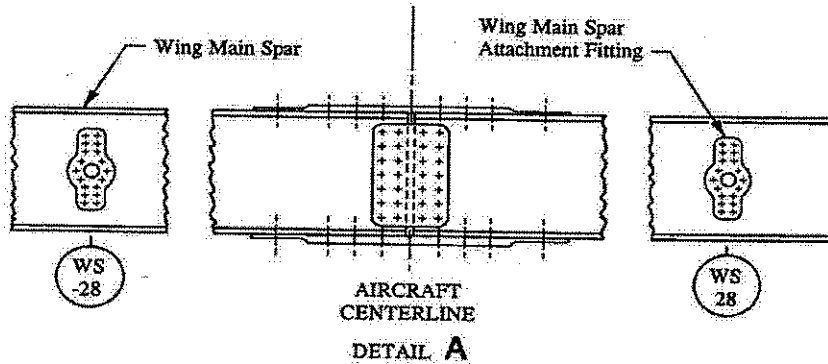 Wing Main Spar
Wing Main Spar
Attachment Fitting
WS
-28
AIRCRAFT
CENTERLINE
WS
28
DETAIL A